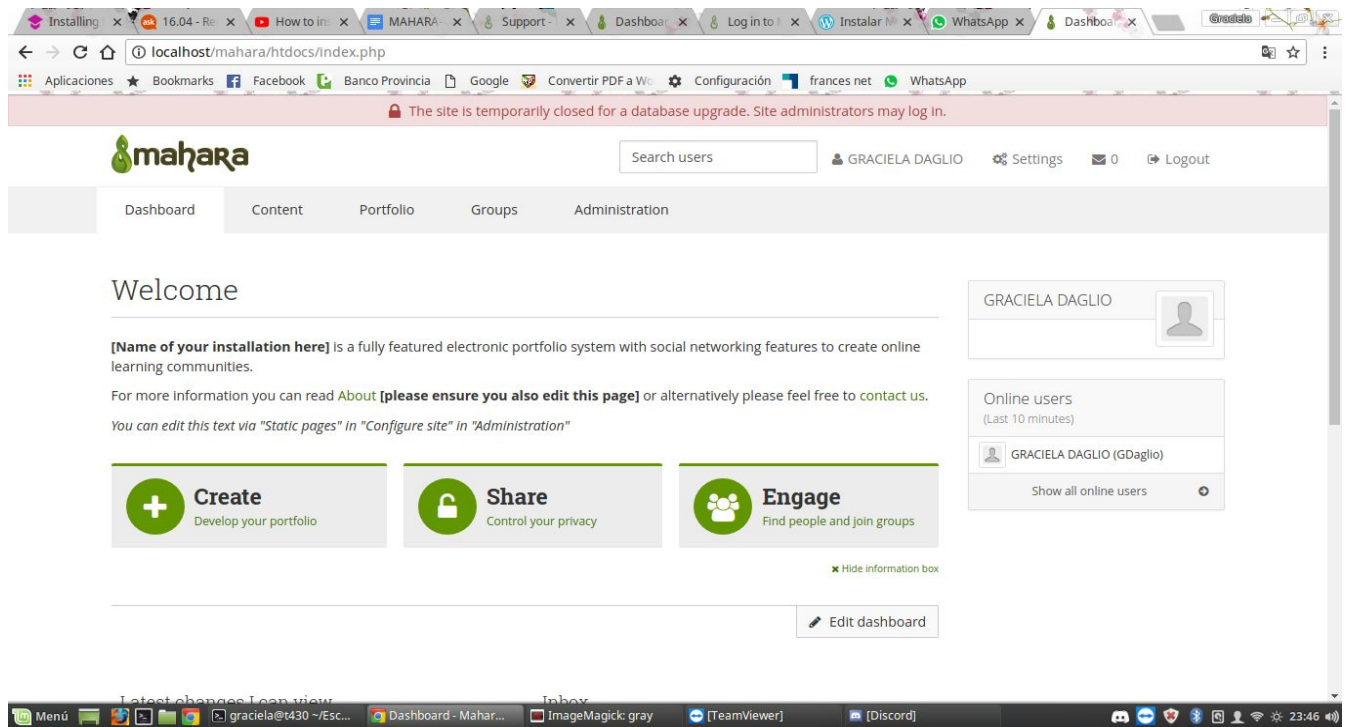 Installing
16.04 - Re
How to ins
MAHARA-
Support -
Dashboar
Log in to
Instalar
WhatsApp
Dashboa
Graciela
localhost/mahara/htdocs/index.php
Aplicaciones Bookmarks Facebook Banco Provincia Google Convertir PDF a Wo Configuración frances net WhatsApp
The site is temporarily closed for a database upgrade. Site administrators may log in.
mahara
Search users
GRACIELA DAGLIO
Settings
0
Logout
Dashboard Content Portfolio Groups Administration
Welcome
[Name of your installation here] is a fully featured electronic portfolio system with social networking features to create online
learning communities.
For more information you can read About [please ensure you also edit this page] or alternatively please feel free to contact us.
You can edit this text via "Static pages" in "Configure site" in "Administration"
Create
Develop your portfolio
Share
Control your privacy
Engage
Find people and join groups
Hide information box
Edit dashboard
GRACIELA DAGLIO
Online users
(Last 10 minutes)
GRACIELA DAGLIO (GDaglio)
Show all online users
Latest changes I can view
Inbox
Menú
graciela@t430 ~/Esc...
Dashboard - Mahar...
ImageMagick: gray
[TeamViewer]
[Discord]
23:46